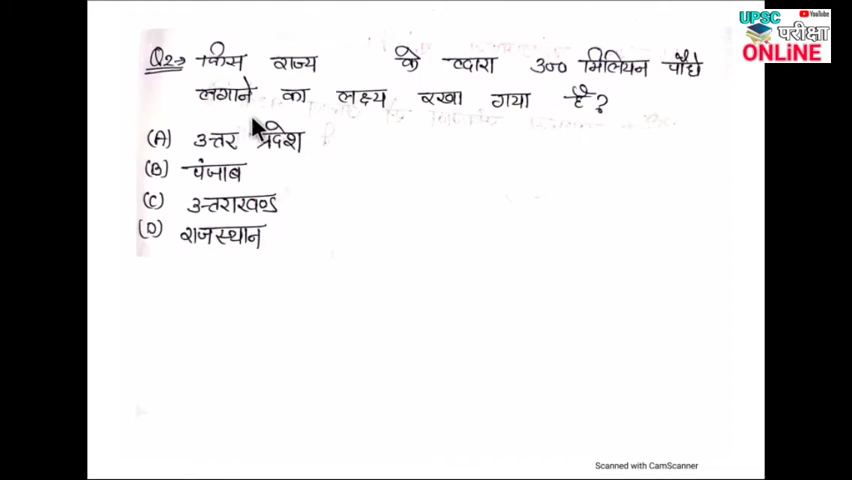 UPSC
YouTube
परीक्षा
ONLiNE
Q2→ किस राज्य के व्दारा 300 मिलियन पौधे
लगाने का लक्ष्य रखा गया है?
(A) उत्तर प्रदेश
(B) पंजाब
(C) उत्तराखण्ड
(D) राजस्थान
Scanned with CamScanner